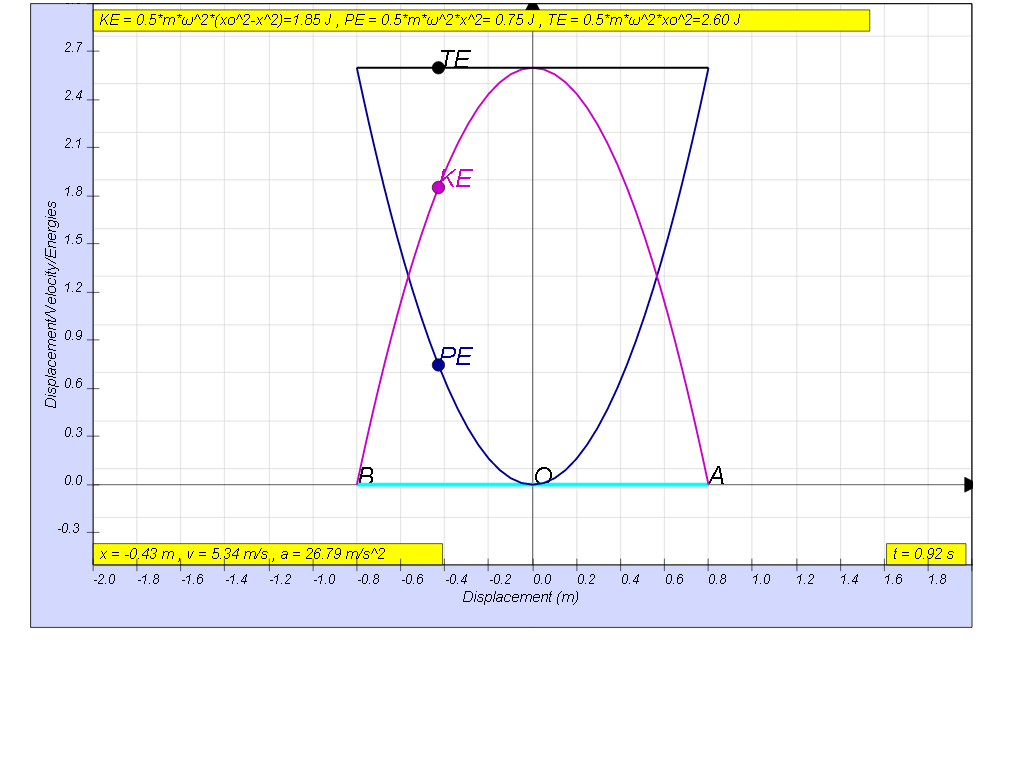 KE = 0.5*m*ω^2*(xo^2-x^2)=1.85 J , PE = 0.5*m*ω^2*x^2= 0.75 J , TE = 0.5*m*ω^2*xo^2=2.60 J
2.7
TE
2.4
2.1
KE
1.8
1.5
1.2
0.9
PE
0.6
0.3
B O A
0.0
-0.3
Displacement/Velocity/Energies
x = -0.43 m , v = 5.34 m/s , a = 26.79 m/s^2
t = 0.92 s
-2.0 -1.8 -1.6 -1.4 -1.2 -1.0 -0.8 -0.6 -0.4 -0.2 0.0 0.2 0.4 0.6 0.8 1.0 1.2 1.4 1.6 1.8
Displacement (m)